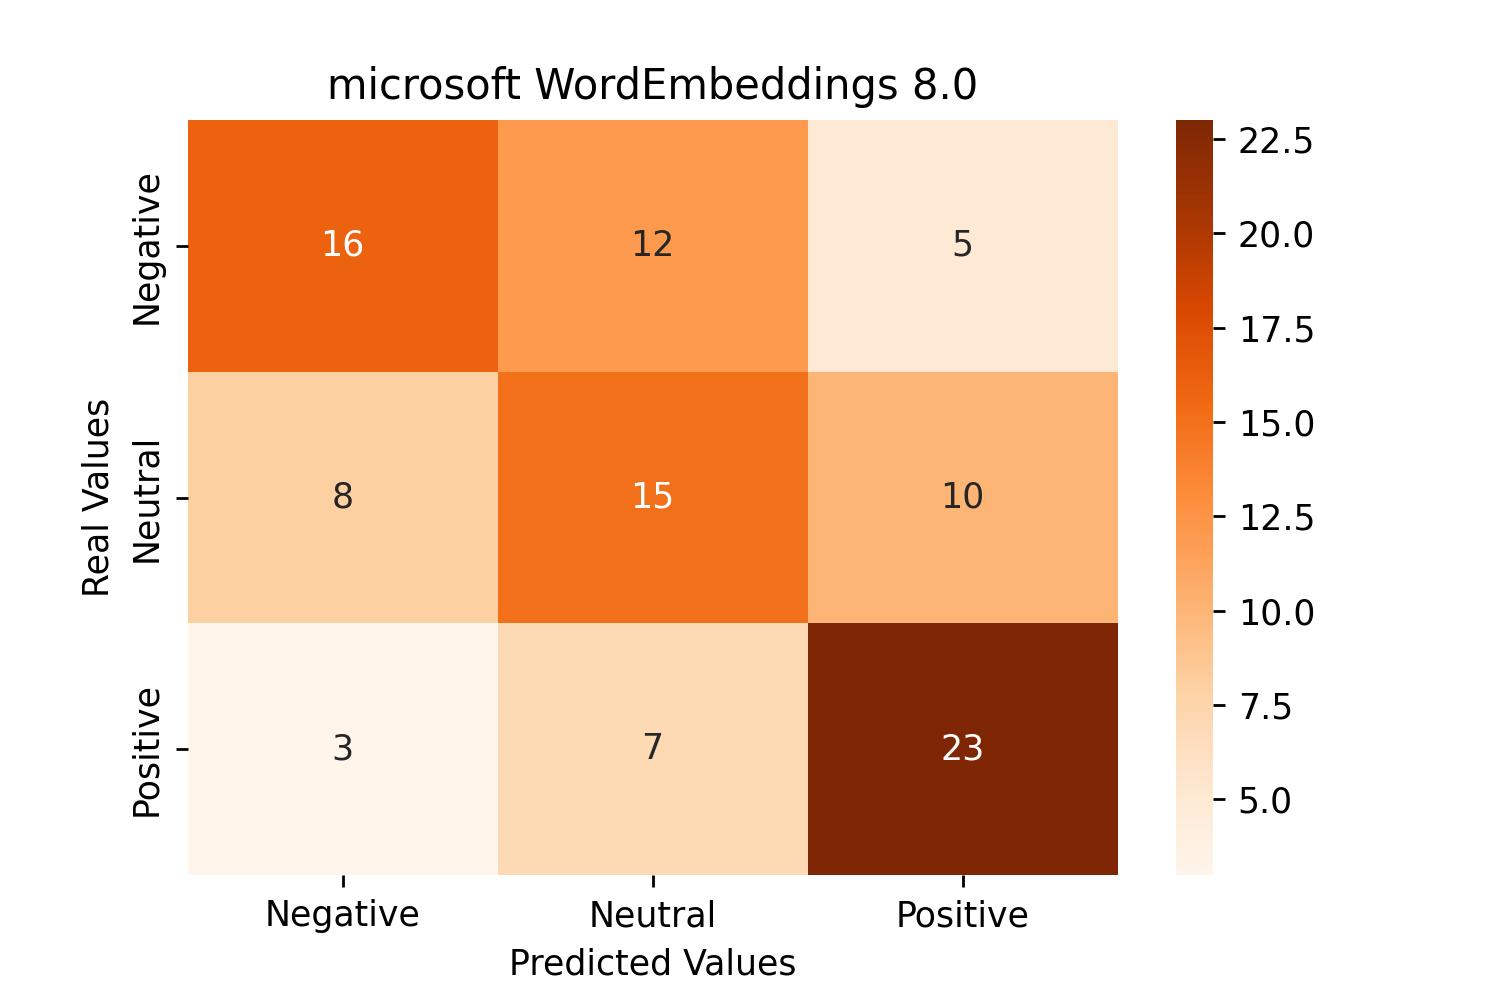 microsoft WordEmbeddings 8.0
Real Values
Negative
16 12 5
Neutral
8 15 10
Positive
3 7 23
Negative Neutral Positive
Predicted Values
22.5
20.0
17.5
15.0
12.5
10.0
7.5
5.0